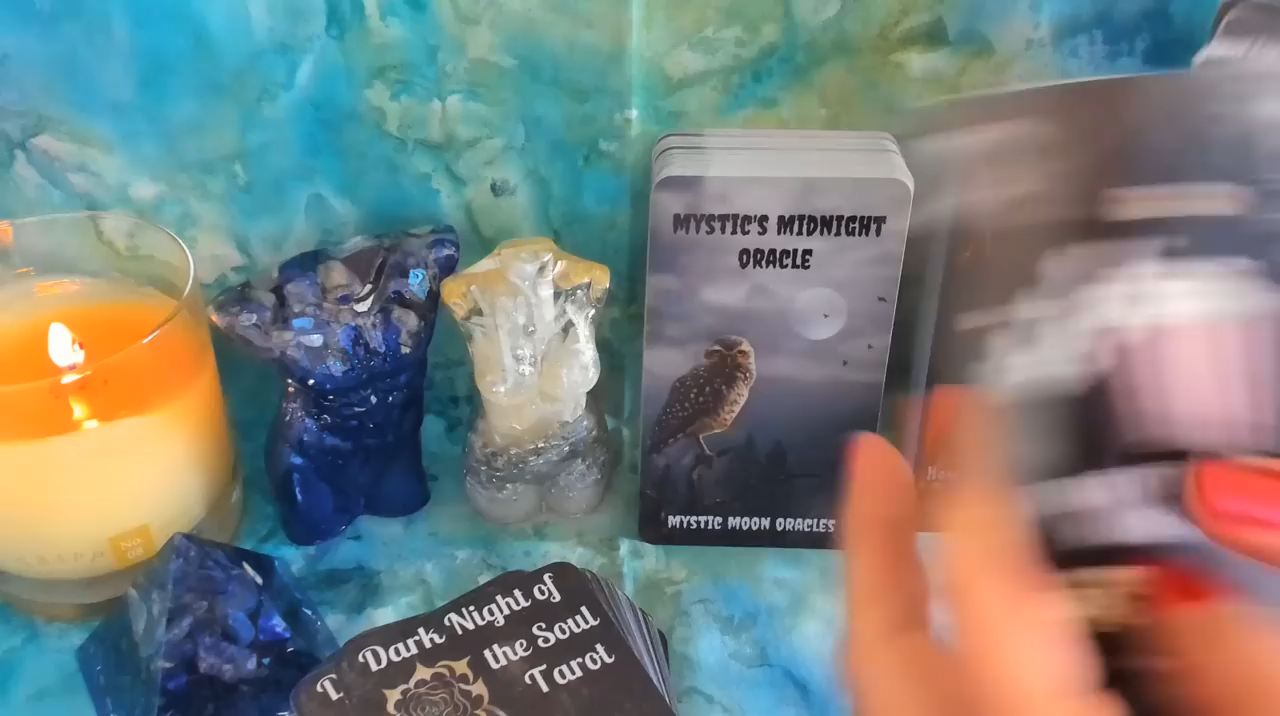 MYSTIC'S MIDNIGHT
ORACLE
MYSTIC MOON ORACLES
No.
03
Dark Night of
the Soul
Tarot